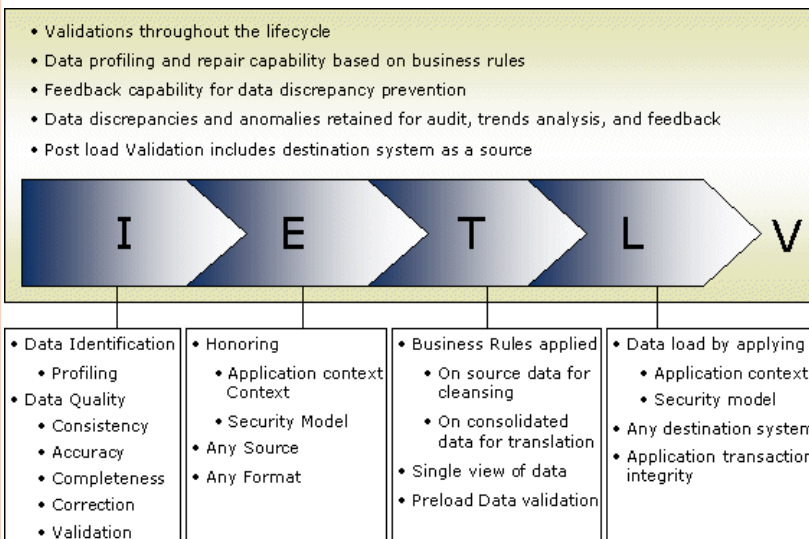 • Validations throughout the lifecycle
• Data profiling and repair capability based on business rules
• Feedback capability for data discrepancy prevention
• Data discrepancies and anomalies retained for audit, trends analysis, and feedback
• Post load Validation includes destination system as a source
I E T L V
• Data Identification
• Profiling
• Data Quality
• Consistency
• Accuracy
• Completeness
• Correction
• Validation
• Honoring
• Application context
Context
• Security Model
• Any Source
• Any Format
• Business Rules applied
• On source data for
cleansing
• On consolidated
data for translation
• Single view of data
• Preload Data validation
• Data load by applying
• Application context
• Security model
• Any destination system
• Application transaction
integrity